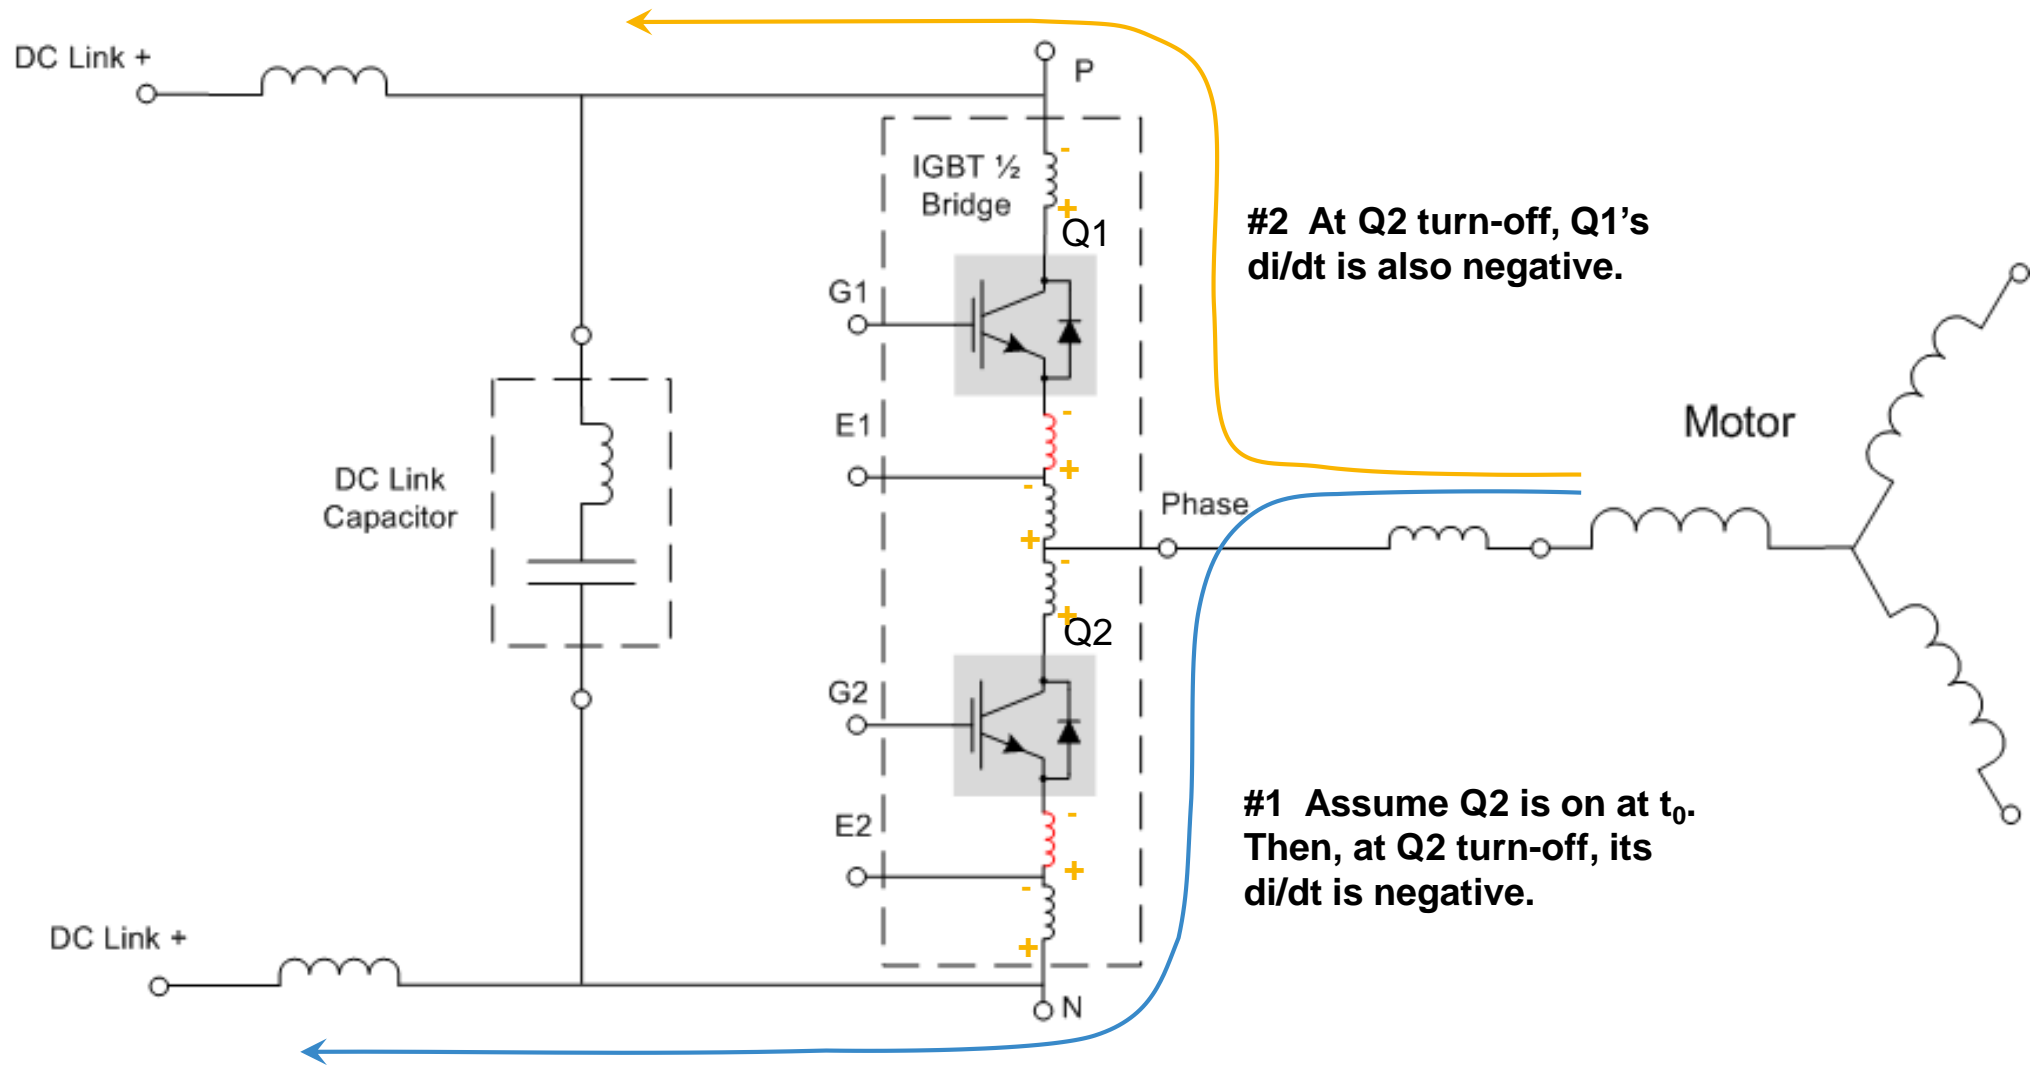 DC Link +
P
IGBT ½
Bridge
Q1
#2 At Q2 turn-off, Q1’s
di/dt is also negative.
G1
E1
Motor
DC Link
Capacitor
Phase
Q2
G2
#1 Assume Q2 is on at t₀.
Then, at Q2 turn-off, its
di/dt is negative.
E2
DC Link +
N
-
+
-
+
-
+
-
+
-
+
-
+